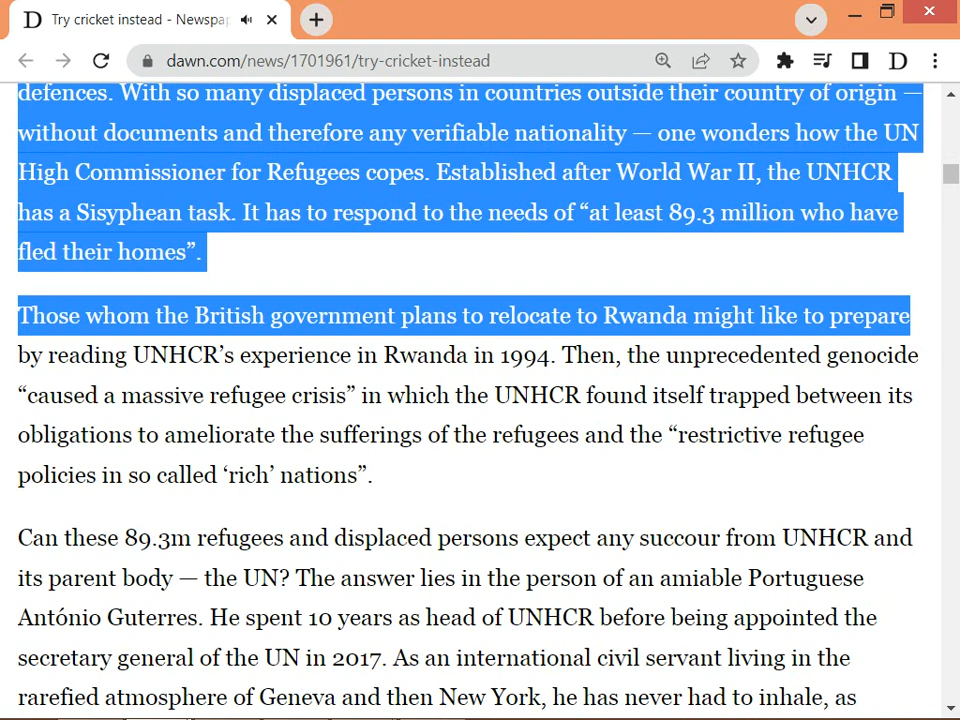 D Try cricket instead - Newspap
dawn.com/news/1701961/try-cricket-instead
D
defences. With so many displaced persons in countries outside their country of origin —
without documents and therefore any verifiable nationality — one wonders how the UN
High Commissioner for Refugees copes. Established after World War II, the UNHCR
has a Sisyphean task. It has to respond to the needs of “at least 89.3 million who have
fled their homes”.
Those whom the British government plans to relocate to Rwanda might like to prepare
by reading UNHCR’s experience in Rwanda in 1994. Then, the unprecedented genocide
“caused a massive refugee crisis” in which the UNHCR found itself trapped between its
obligations to ameliorate the sufferings of the refugees and the “restrictive refugee
policies in so called ‘rich’ nations”.
Can these 89.3m refugees and displaced persons expect any succour from UNHCR and
its parent body — the UN? The answer lies in the person of an amiable Portuguese
António Guterres. He spent 10 years as head of UNHCR before being appointed the
secretary general of the UN in 2017. As an international civil servant living in the
rarefied atmosphere of Geneva and then New York, he has never had to inhale, as